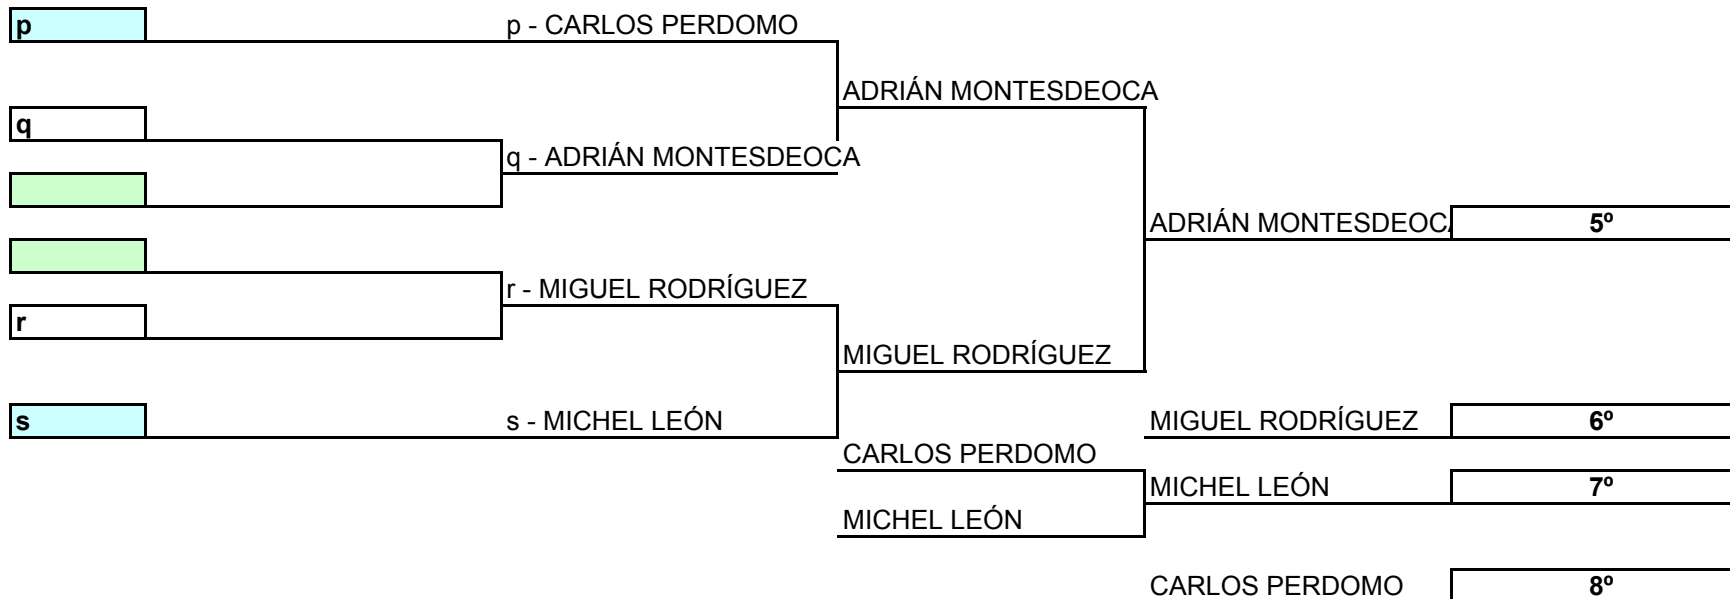 p p - CARLOS PERDOMO
ADRIÁN MONTESDEOCA
q
q - ADRIÁN MONTESDEOCA
ADRIÁN MONTESDEOCA 5º
r - MIGUEL RODRÍGUEZ
r
MIGUEL RODRÍGUEZ
s s - MICHEL LEÓN MIGUEL RODRÍGUEZ 6º
CARLOS PERDOMO
MICHEL LEÓN 7º
MICHEL LEÓN
CARLOS PERDOMO 8º